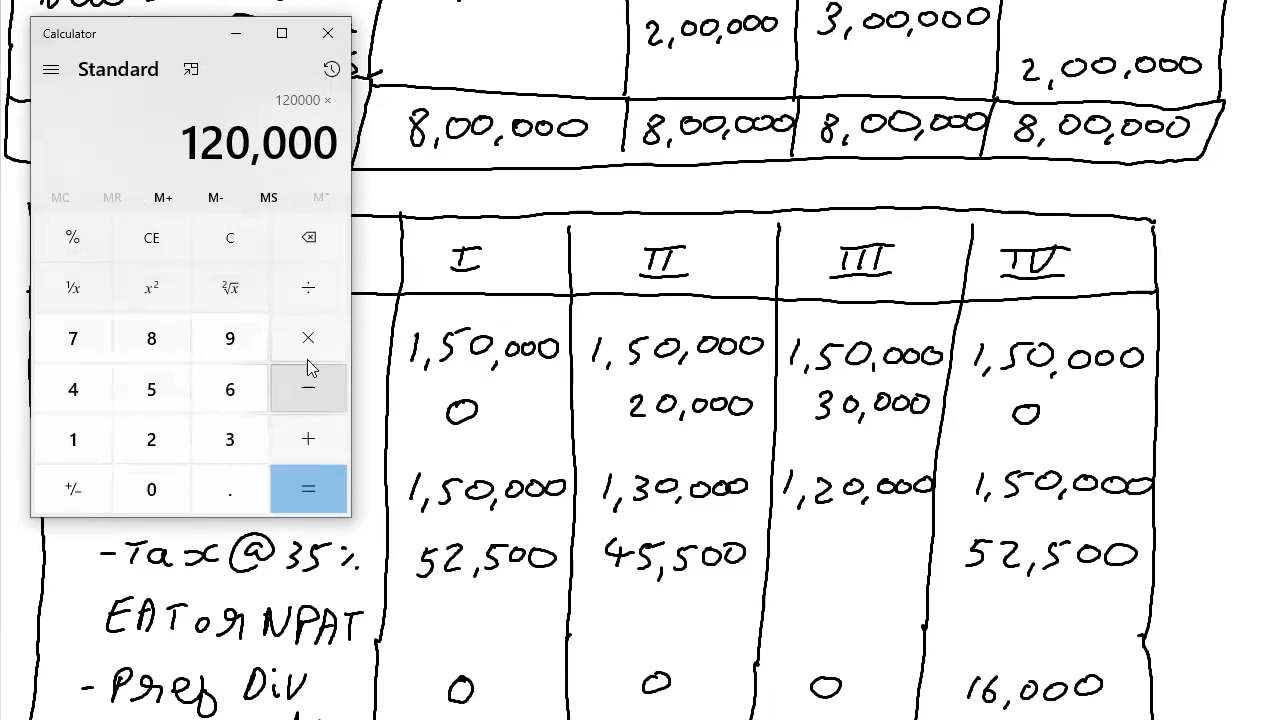 2,00,000 3,00,000
2,00,000
8,00,000 8,00,000 8,00,000 8,00,000
Calculator
Standard
120000 ×
120,000
MC MR M+ M- MS M˅
% CE C
¹/x x² ²√x ÷
7 8 9 ×
4 5 6 −
1 2 3 +
+/− 0 . =
I II III IV
1,50,000 1,50,000 1,50,000 1,50,000
0 20,000 30,000 0
1,50,000 1,30,000 1,20,000 1,50,000
- Tax @ 35% 52,500 45,500 52,500
EAT or NPAT
- Pref Div 0 0 0 16,000